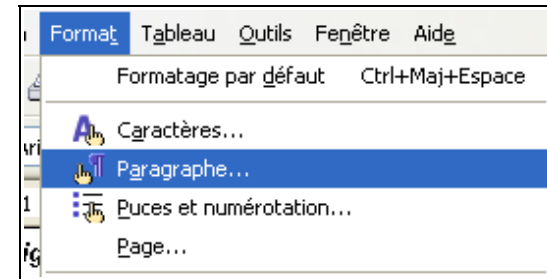 Format Tableau Outils Fenêtre Aide
Formatage par défaut Ctrl+Maj+Espace
Caractères...
Paragraphe...
Puces et numérotation...
Page...